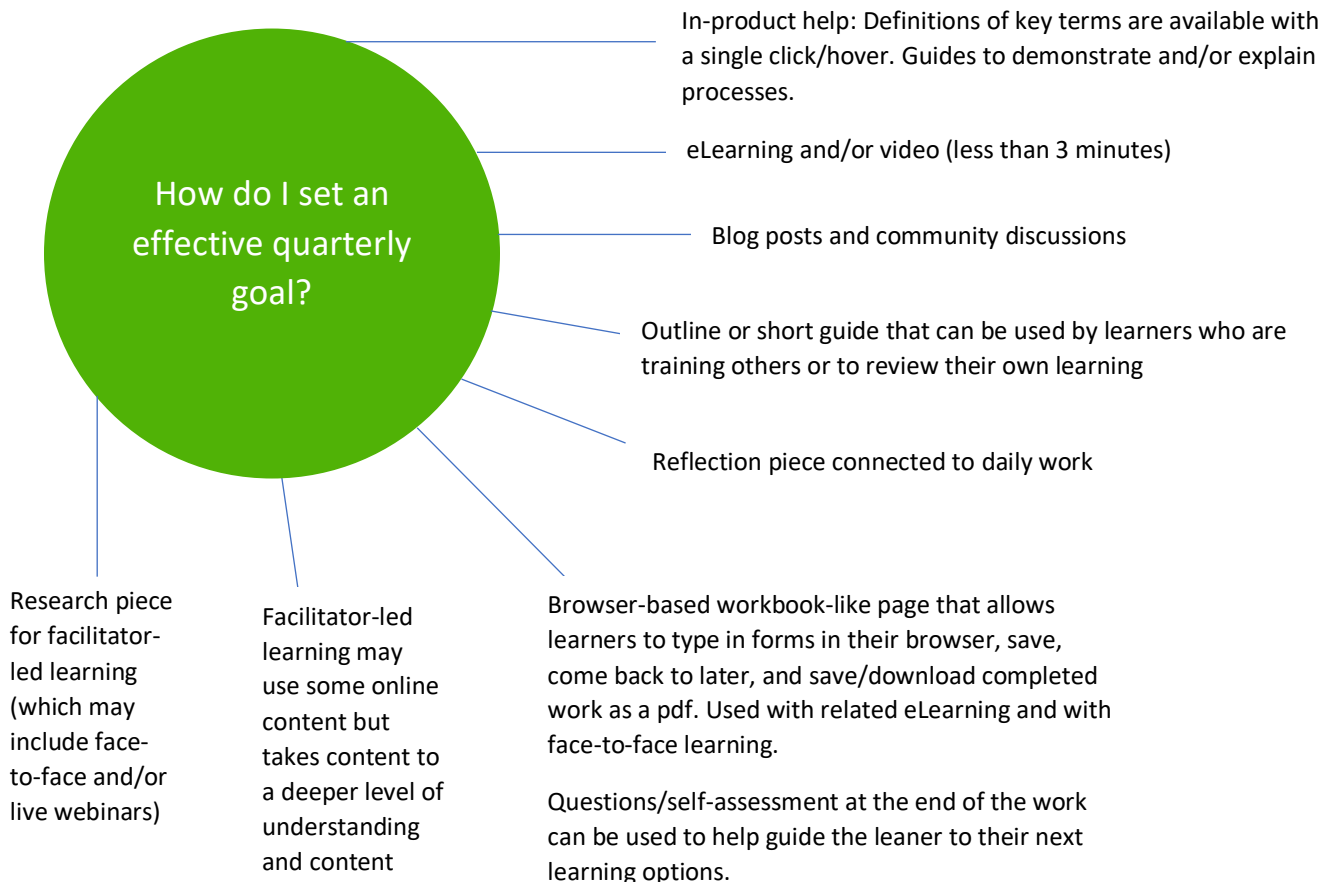 In-product help: Definitions of key terms are available with
a single click/hover. Guides to demonstrate and/or explain
processes.
eLearning and/or video (less than 3 minutes)
How do I set an
effective quarterly
goal?
Blog posts and community discussions
Outline or short guide that can be used by learners who are
training others or to review their own learning
Reflection piece connected to daily work
Research piece
for facilitator-
led learning
(which may
include face-
to-face and/or
live webinars)
Facilitator-led
learning may
use some online
content but
takes content to
a deeper level of
understanding
and content
Browser-based workbook-like page that allows
learners to type in forms in their browser, save,
come back to later, and save/download completed
work as a pdf. Used with related eLearning and with
face-to-face learning.
Questions/self-assessment at the end of the work
can be used to help guide the leaner to their next
learning options.